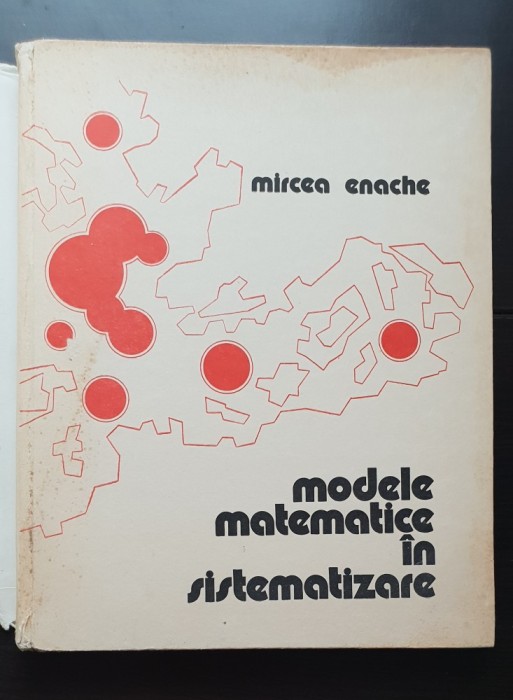 mircea enache
modele
matematice
în
sistematizare